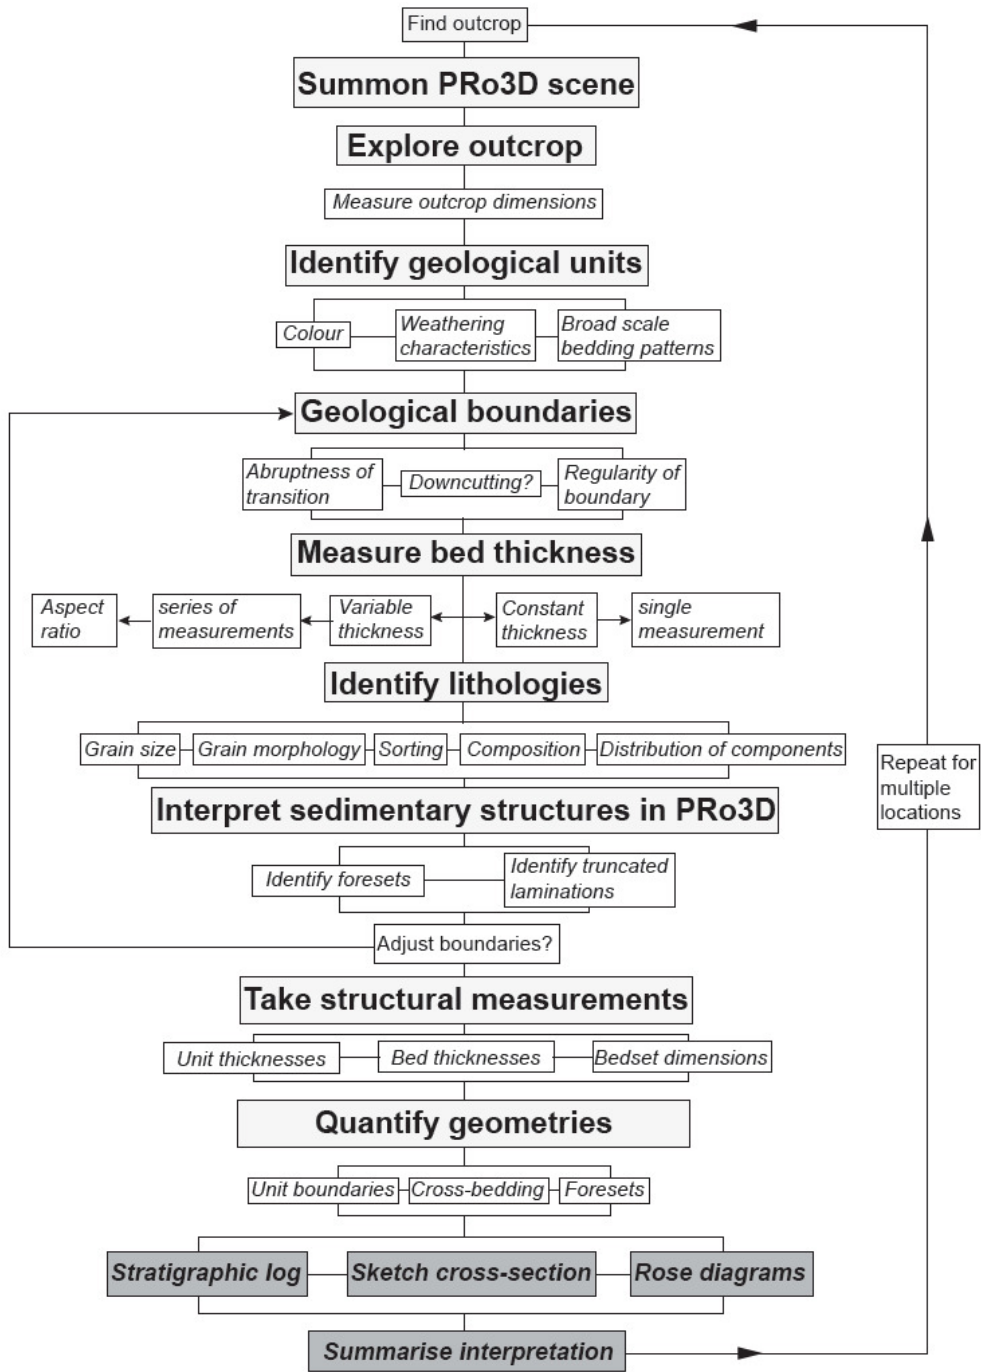 Find outcrop
Summon PRo3D scene
Explore outcrop
Measure outcrop dimensions
Identify geological units
Colour
Weathering
characteristics
Broad scale
bedding patterns
Geological boundaries
Abruptness of
transition
Downcutting?
Regularity of
boundary
Measure bed thickness
Aspect
ratio
series of
measurements
Variable
thickness
Constant
thickness
single
measurement
Identify lithologies
Grain size
Grain morphology
Sorting
Composition
Distribution of components
Repeat for
multiple
locations
Interpret sedimentary structures in PRo3D
Identify foresets
Identify truncated
laminations
Adjust boundaries?
Take structural measurements
Unit thicknesses
Bed thicknesses
Bedset dimensions
Quantify geometries
Unit boundaries
Cross-bedding
Foresets
Stratigraphic log
Sketch cross-section
Rose diagrams
Summarise interpretation